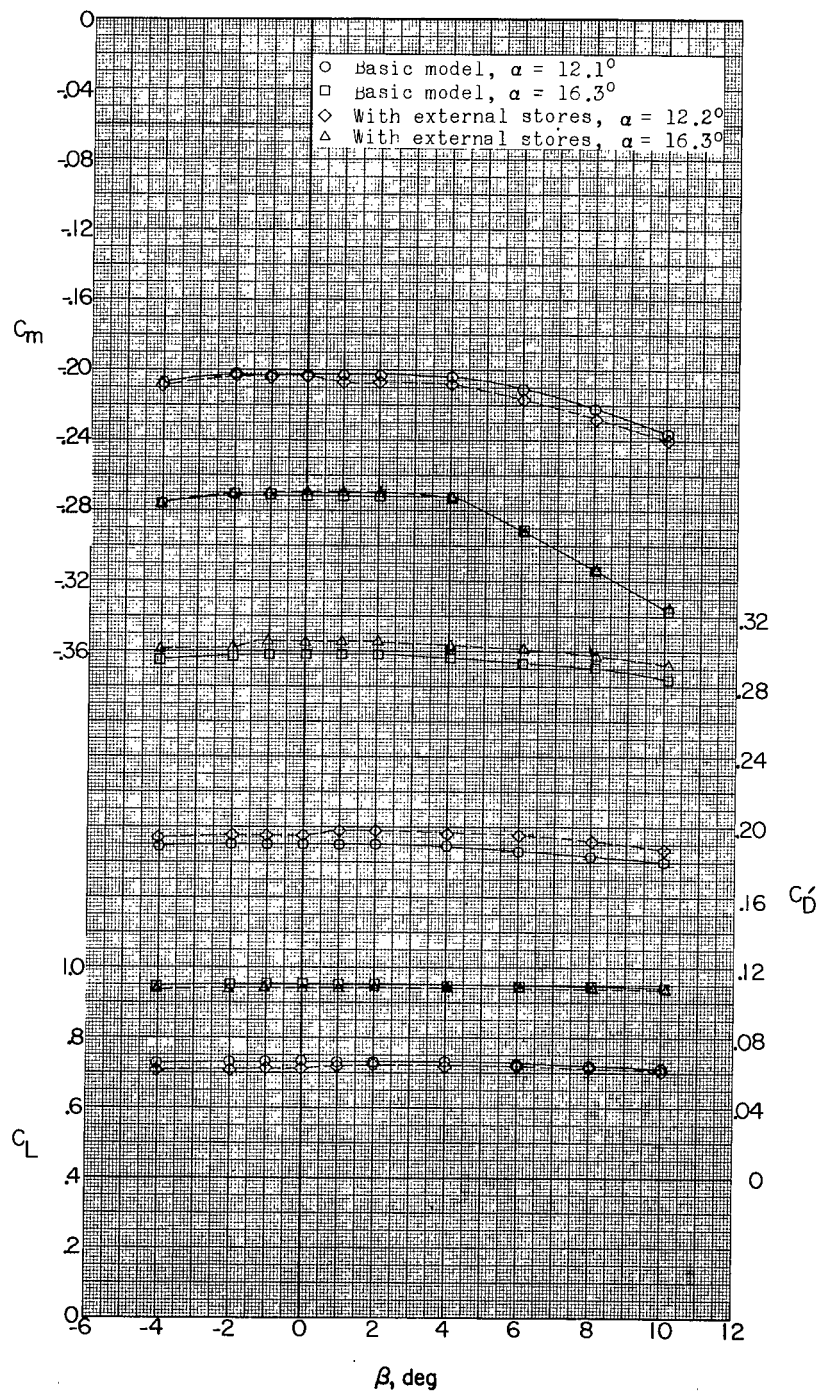 0
-.04
-.08
-.12
-.16
-.20
-.24
-.28
-.32
-.36
Cm
○ Basic model, α = 12.1°
□ Basic model, α = 16.3°
◇ With external stores, α = 12.2°
△ With external stores, α = 16.3°
.32
.28
.24
.20
.16
.12
.08
.04
0
C'D
1.0
.8
.6
.4
.2
0
CL
-6 -4 -2 0 2 4 6 8 10 12
β, deg